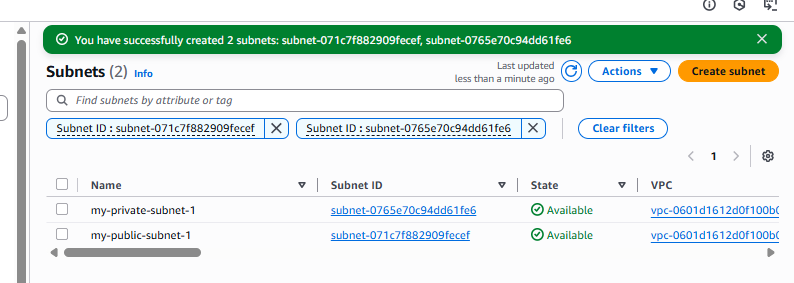 You have successfully created 2 subnets: subnet-071c7f882909fecef, subnet-0765e70c94dd61fe6
Subnets (2) Info
Last updated
less than a minute ago
Actions
Create subnet
Find subnets by attribute or tag
Subnet ID : subnet-071c7f882909fecef
Subnet ID : subnet-0765e70c94dd61fe6
Clear filters
1
Name Subnet ID State VPC
my-private-subnet-1 subnet-0765e70c94dd61fe6 Available vpc-0601d1612d0f100b0
my-public-subnet-1 subnet-071c7f882909fecef Available vpc-0601d1612d0f100b0